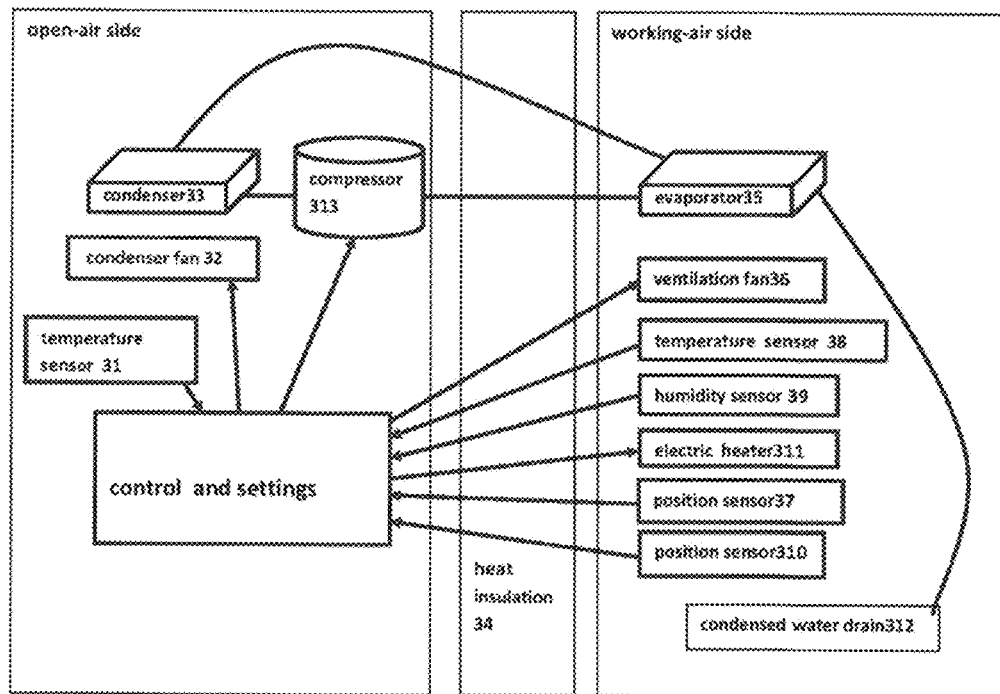 open-air side
working-air side
condenser33
compressor
313
evaporator35
condenser fan 32
ventilation fan36
temperature
sensor 31
temperature sensor 38
humidity sensor 39
electric heater311
control and settings
position sensor37
position sensor310
heat
insulation
34
condensed water drain312